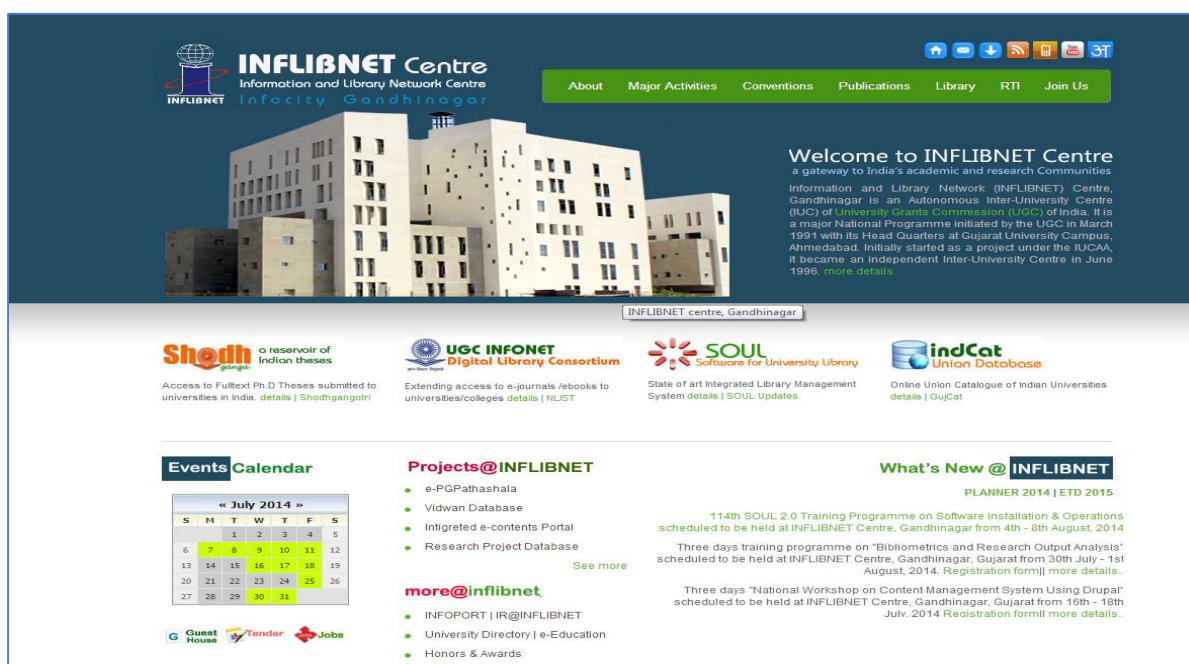 INFLIBNET
INFLIBNET Centre
Information and Library Network Centre
Infocity Gandhinagar
अ
About Major Activities Conventions Publications Library RTI Join Us
Welcome to INFLIBNET Centre
a gateway to India's academic and research Communities
Information and Library Network (INFLIBNET) Centre,
Gandhinagar is an Autonomous Inter-University Centre
(IUC) of University Grants Commission (UGC) of India. It is
a major National Programme initiated by the UGC in March
1991 with its Head Quarters at Gujarat University Campus,
Ahmedabad. Initially started as a project under the IUCAA,
it became an independent Inter-University Centre in June
1996. more details
INFLIBNET centre, Gandhinagar
Shodh
ganga
a reservoir of
Indian theses
Access to Fulltext Ph.D Theses submitted to
universities in India. details | Shodhgangotri
UGC INFONET
Digital Library Consortium
Extending access to e-journals /ebooks to
universities/colleges details | NLIST
SOUL
Software for University Library
State of art Integrated Library Management
System details | SOUL Updates
indCat
Union Database
Online Union Catalogue of Indian Universities
details | GujCat
Events Calendar
« July 2014 »
S M T W T F S
1 2 3 4 5
6 7 8 9 10 11 12
13 14 15 16 17 18 19
20 21 22 23 24 25 26
27 28 29 30 31
G Guest House
Tender
Jobs
Projects@INFLIBNET
e-PGPathashala
Vidwan Database
Intigreted e-contents Portal
Research Project Database
See more
more@inflibnet
INFOPORT | IR@INFLIBNET
University Directory | e-Education
Honors & Awards
What's New @ INFLIBNET
PLANNER 2014 | ETD 2015
114th SOUL 2.0 Training Programme on Software Installation & Operations
scheduled to be held at INFLIBNET Centre, Gandhinagar from 4th - 8th August, 2014
Three days training programme on "Bibliometrics and Research Output Analysis"
scheduled to be held at INFLIBNET Centre, Gandhinagar, Gujarat from 30th July - 1st
August, 2014. Registration form|| more details..
Three days "National Workshop on Content Management System Using Drupal"
scheduled to be held at INFLIBNET Centre, Gandhinagar, Gujarat from 16th - 18th
July, 2014 Registration form|| more details..